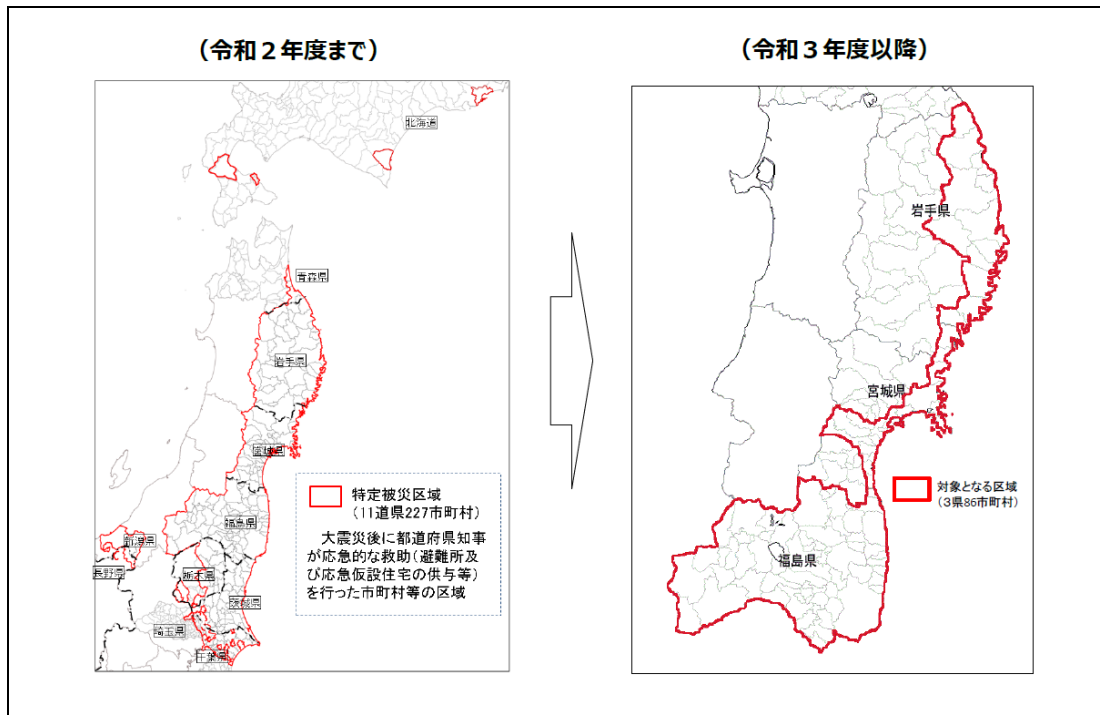 （令和２年度まで）
北海道
青森県
岩手県
宮城県
福島県
新潟県
長野県
栃木県
茨城県
埼玉県
千葉県
特定被災区域
（11道県227市町村）
大震災後に都道府県知事
が応急的な救助（避難所及
び応急仮設住宅の供与等）
を行った市町村等の区域
（令和３年度以降）
岩手県
宮城県
福島県
対象となる区域
（３県86市町村）